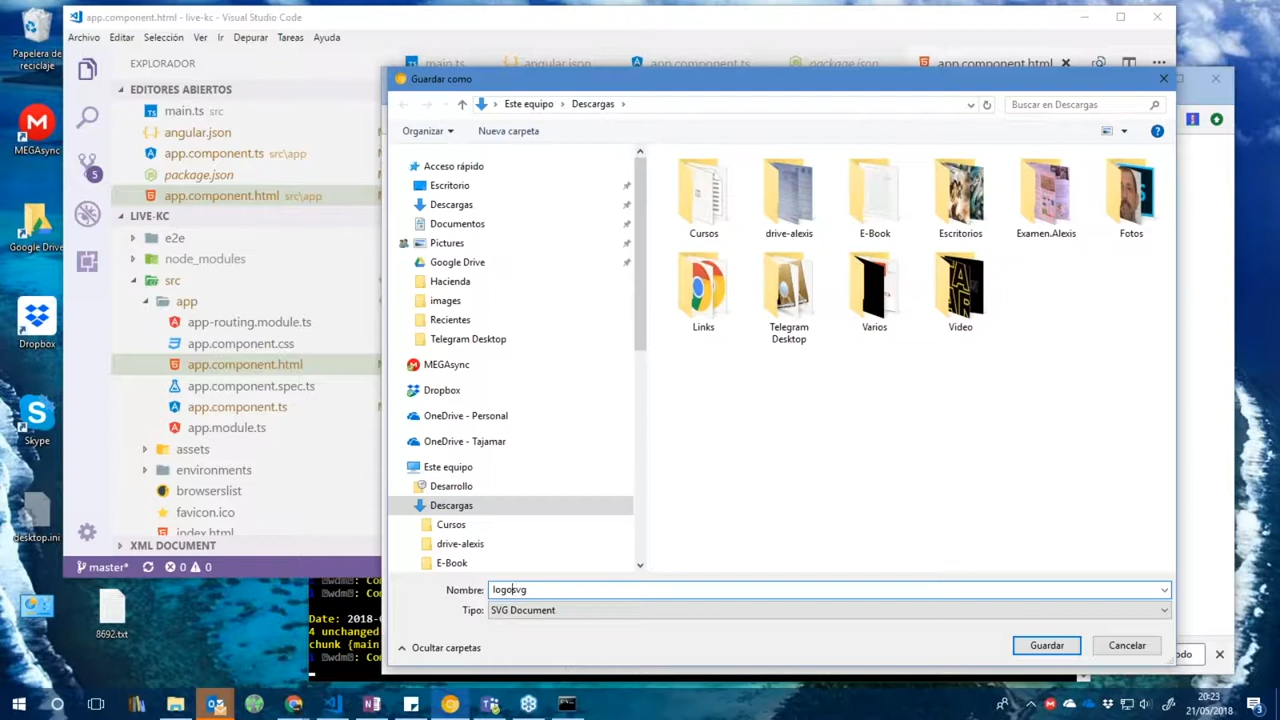 Papelera de
reciclaje
MEGAsync
Google Drive
Dropbox
Skype
desktop.ini
8692.txt
app.component.html - live-kc - Visual Studio Code
Archivo Editar Selección Ver Ir Depurar Tareas Ayuda
EXPLORADOR
EDITORES ABIERTOS
main.ts src
angular.json
app.component.ts src\app
package.json
app.component.html src\app
LIVE-KC
e2e
node_modules
src
app
app-routing.module.ts
app.component.css
app.component.html
app.component.spec.ts
app.component.ts
app.module.ts
assets
environments
browserslist
favicon.ico
index.html
XML DOCUMENT
5
master* 0 0
main.ts angular.json app.component.ts package.json app.component.html
Guardar como
Este equipo Descargas
Buscar en Descargas
Organizar Nueva carpeta
Acceso rápido
Escritorio
Descargas
Documentos
Pictures
Google Drive
Hacienda
images
Recientes
Telegram Desktop
MEGAsync
Dropbox
OneDrive - Personal
OneDrive - Tajamar
Este equipo
Desarrollo
Descargas
Cursos
drive-alexis
E-Book
Cursos drive-alexis E-Book Escritorios Examen.Alexis Fotos
Links Telegram
Desktop Varios Video
Nombre: logosvg
Tipo: SVG Document
Ocultar carpetas Guardar Cancelar
Date: 2018-0
4 unchanged
chunk {main
wdm: Co
20:23
21/05/2018
3